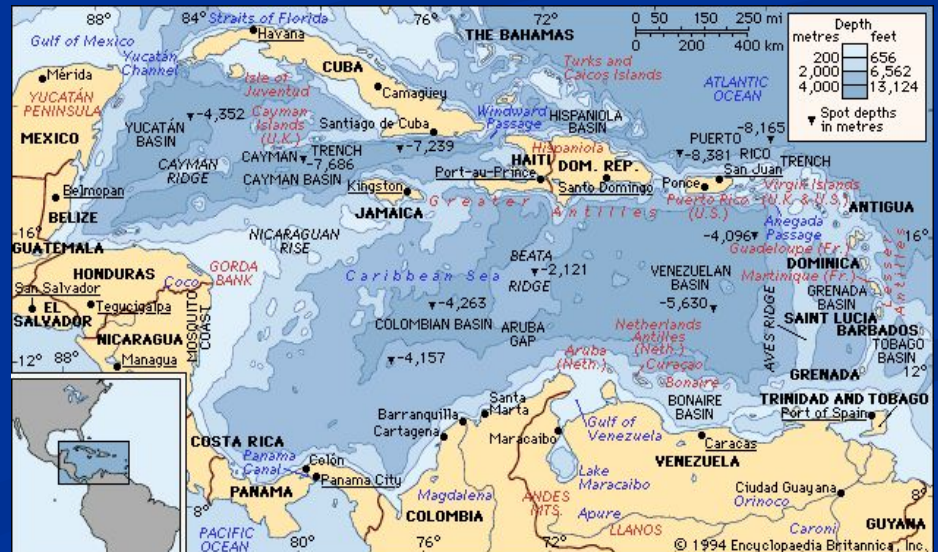 84°
Straits of Florida
76°
72°
0 50 150 250 mi
0 200 400 km
Depth
metres feet
200 656
2,000 6,562
4,000 13,124
Spot depths
in metres
Gulf of Mexico
Havana
THE BAHAMAS
Yucatán
Channel
CUBA
Turks and
Caicos Islands
ATLANTIC
OCEAN
Mérida
Isle of
Juventud
Camagüey
YUCATÁN
PENINSULA
-4,352
Cayman
Islands
(U.K.)
Windward
Passage
HISPANIOLA
BASIN
MEXICO
YUCATÁN
BASIN
Santiago de Cuba
PUERTO
-8,165
CAYMAN
RIDGE
CAYMAN
TRENCH
-7,239
-7,686
CAYMAN BASIN
Hispaniola
HAITI
DOM. REP.
-8,381
RICO
TRENCH
San Juan
Belmopan
Kingston
Port-au-Prince
Santo Domingo
Ponce
Virgin Islands
(U.K. & U.S.)
Puerto Rico
(U.S.)
BELIZE
JAMAICA
Greater
Antilles
ANTIGUA
16°
GUATEMALA
NICARAGUAN
RISE
Anegada
Passage
-4,096
16°
Guadeloupe (Fr.)
HONDURAS
GORDA
BANK
Caribbean Sea
BEATA
RIDGE
-2,121
VENEZUELAN
BASIN
DOMINICA
Martinique (Fr.)
Lesser
Antilles
San Salvador
Coco
Tegucigalpa
EL
SALVADOR
-4,263
-5,630
GRENADA
BASIN
MOSQUITO
COAST
COLOMBIAN BASIN
ARUBA
GAP
Netherlands
Antilles
(Neth.)
AVES RIDGE
SAINT LUCIA
BARBADOS
NICARAGUA
TOBAGO
BASIN
12°
88°
Managua
-4,157
Aruba
(Neth.)
Curaçao
Bonaire
12°
GRENADA
BONAIRE
BASIN
TRINIDAD AND TOBAGO
Santa
Marta
Port of Spain
Barranquilla
Cartagena
Maracaibo
Gulf of
Venezuela
Caracas
COSTA RICA
Panama
Canal
Colón
Panama City
Lake
Maracaibo
VENEZUELA
PANAMA
Magdalena
ANDES
MTS.
Ciudad Guayana
Orinoco
8°
8°
COLOMBIA
Apure
LLANOS
Caroni
GUYANA
PACIFIC
OCEAN
80°
76°
72°
© 1994 Encyclopaedia Britannica, Inc.